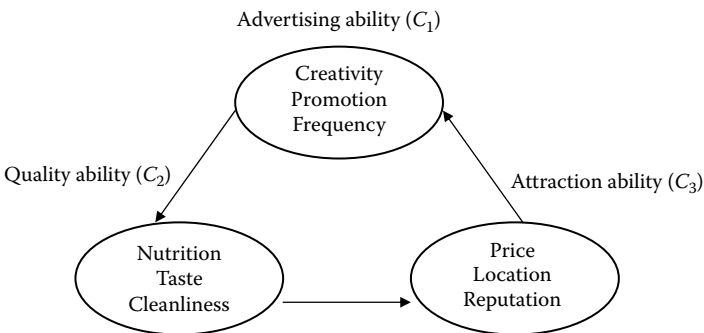 Advertising ability (C₁)
Creativity
Promotion
Frequency
Quality ability (C₂)
Attraction ability (C₃)
Nutrition
Taste
Cleanliness
Price
Location
Reputation